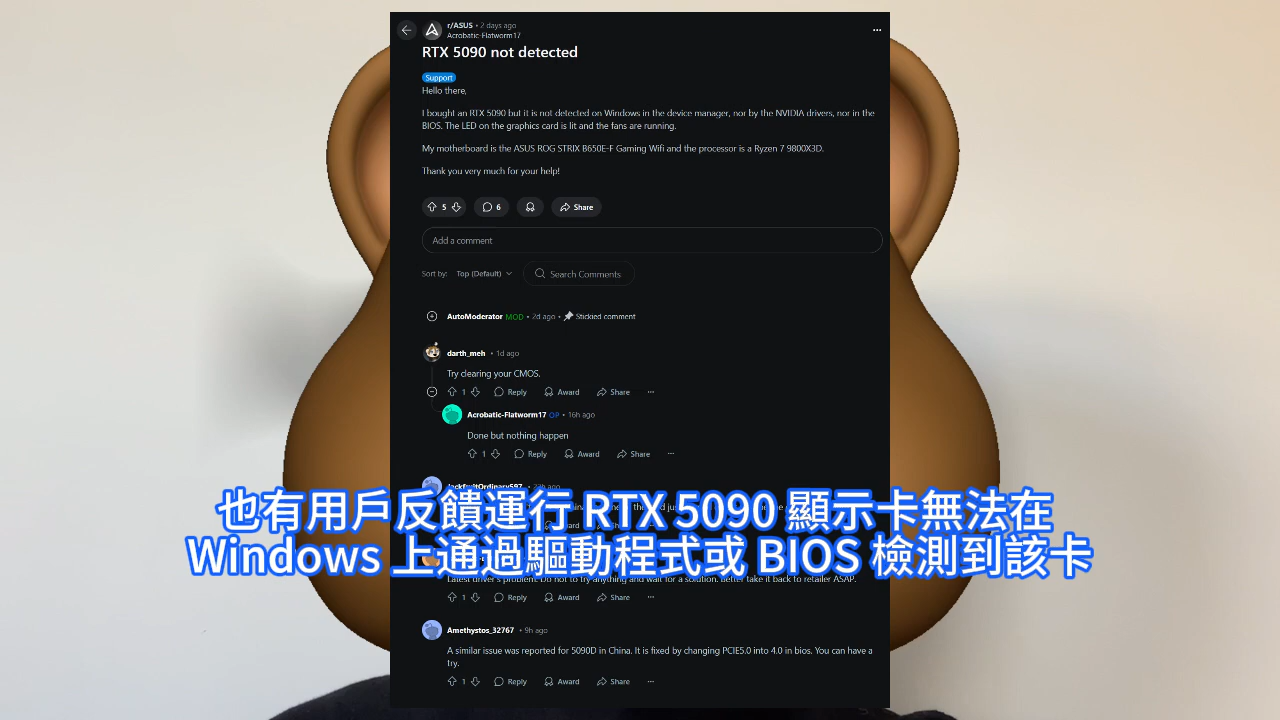 r/ASUS • 2 days ago
Acrobatic-Flatworm17
RTX 5090 not detected
Support
Hello there,
I bought an RTX 5090 but it is not detected on Windows in the device manager, nor by the NVIDIA drivers, nor in the
BIOS. The LED on the graphics card is lit and the fans are running.
My motherboard is the ASUS ROG STRIX B650E-F Gaming Wifi and the processor is a Ryzen 7 9800X3D.
Thank you very much for your help!
5 6 Share
Add a comment
Sort by: Top (Default) Search Comments
AutoModerator MOD • 2d ago • Stickied comment
darth_meh • 1d ago
Try clearing your CMOS.
1 Reply Award Share
Acrobatic-Flatworm17 OP • 16h ago
Done but nothing happen
1 Reply Award Share
JackfruitOrdinary597
也有用戶反饋運行 RTX 5090 顯示卡無法在
Windows 上通過驅動程式或 BIOS 檢測到該卡
Latest driver's problem. Do not to try anything and wait for a solution. Better take it back to retailer ASAP.
1 Reply Award Share
Amethystos_32767 • 9h ago
A similar issue was reported for 5090D in China. It is fixed by changing PCIE5.0 into 4.0 in bios. You can have a
try.
1 Reply Award Share